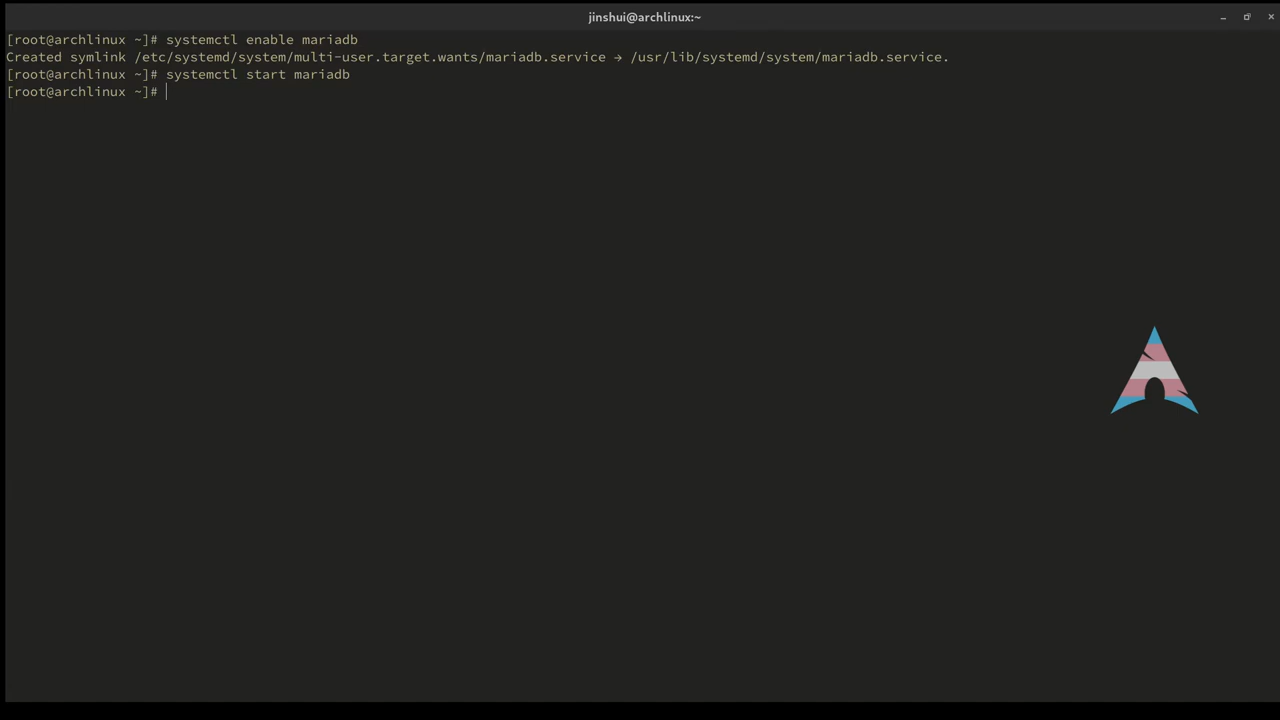 jinshui@archlinux:~
[root@archlinux ~]# systemctl enable mariadb
Created symlink /etc/systemd/system/multi-user.target.wants/mariadb.service → /usr/lib/systemd/system/mariadb.service.
[root@archlinux ~]# systemctl start mariadb
[root@archlinux ~]#